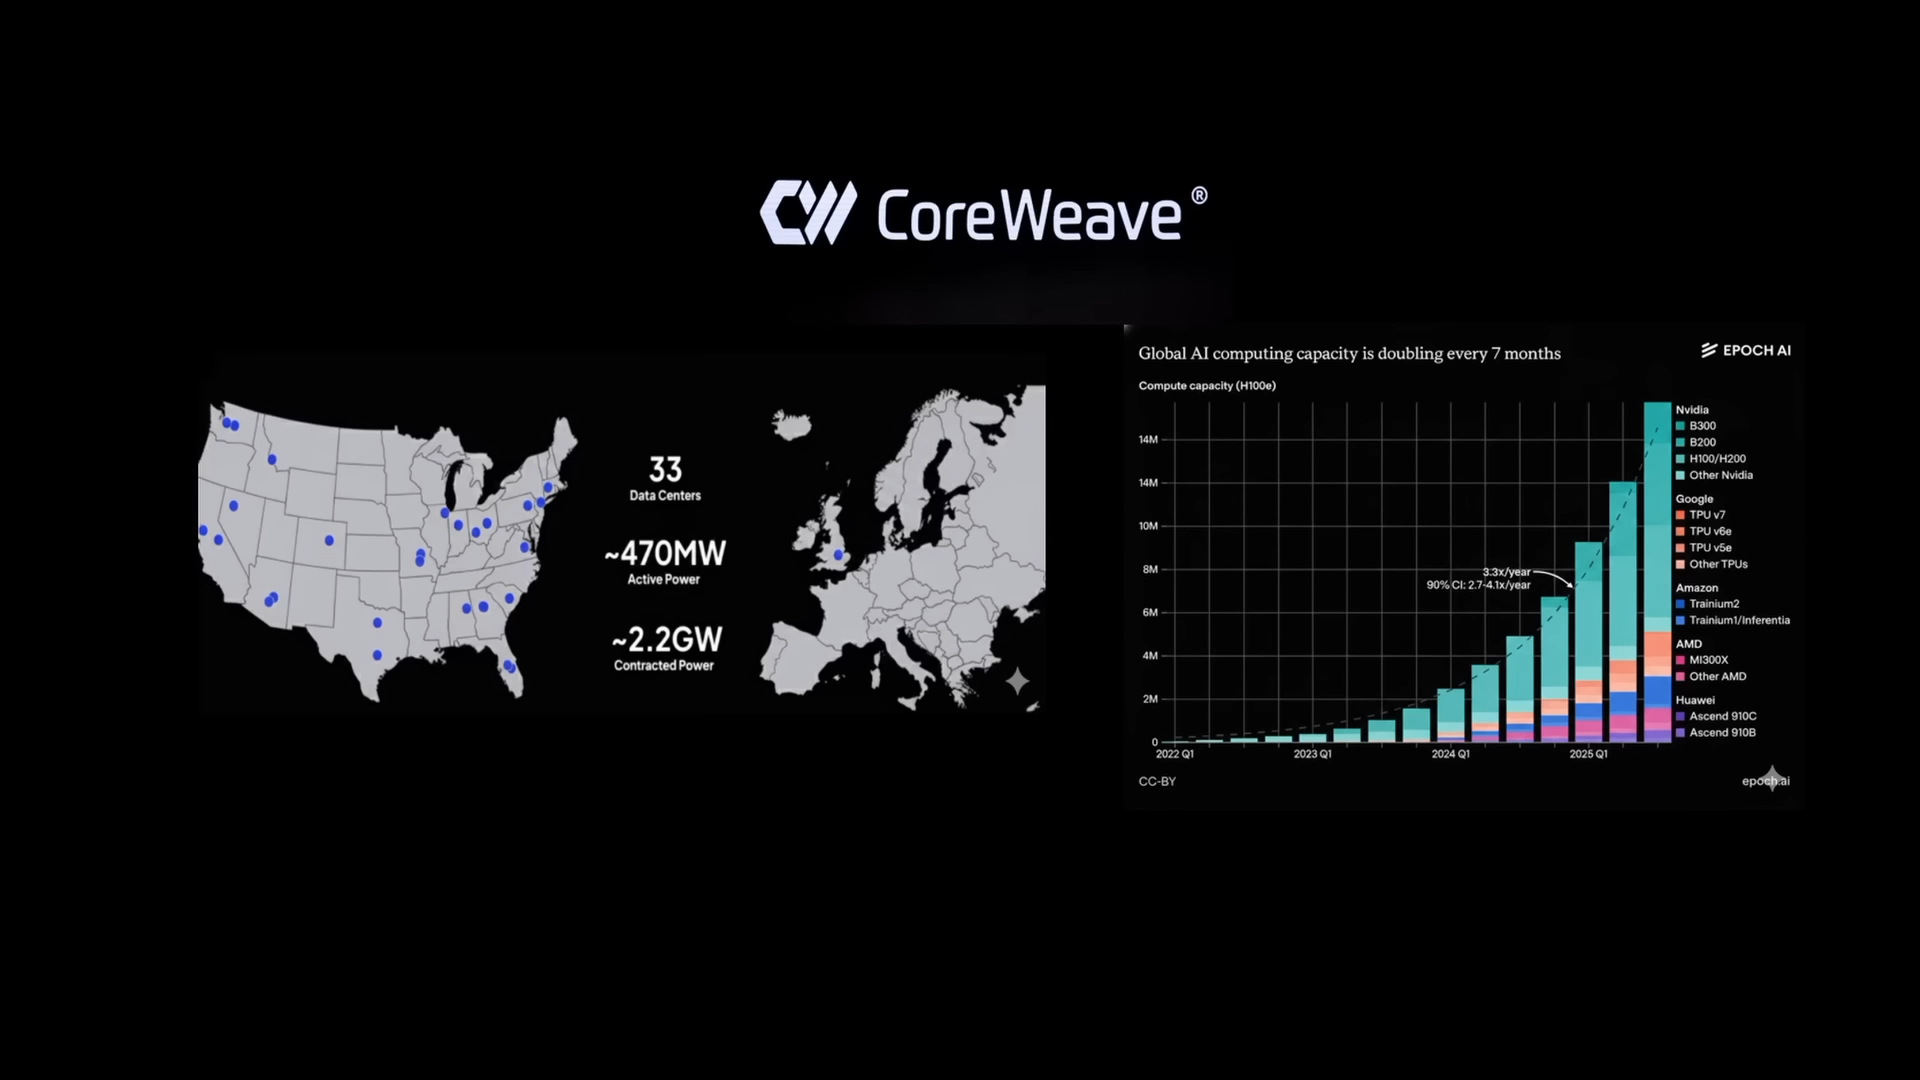 CoreWeave®
33
Data Centers
~470MW
Active Power
~2.2GW
Contracted Power
Global AI computing capacity is doubling every 7 months
EPOCH AI
Compute capacity (H100e)
14M
14M
10M
8M
6M
4M
2M
0
3.3x/year
90% CI: 2.7-4.1x/year
2022 Q1
2023 Q1
2024 Q1
2025 Q1
Nvidia
B300
B200
H100/H200
Other Nvidia
Google
TPU v7
TPU v6e
TPU v5e
Other TPUs
Amazon
Trainium2
Trainium1/Inferentia
AMD
MI300X
Other AMD
Huawei
Ascend 910C
Ascend 910B
CC-BY
epoch.ai